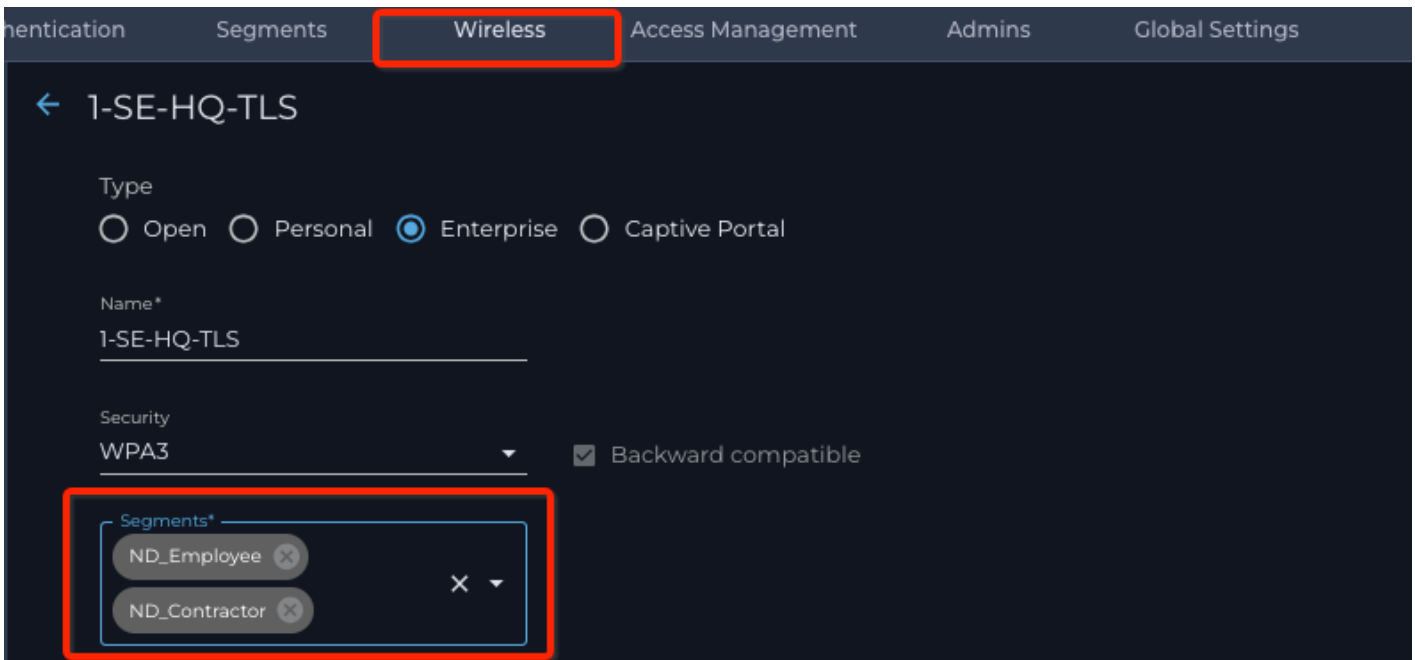 hentication Segments Wireless Access Management Admins Global Settings
1-SE-HQ-TLS
Type
Open Personal Enterprise Captive Portal
Name*
1-SE-HQ-TLS
Security
WPA3 Backward compatible
Segments*
ND_Employee
ND_Contractor